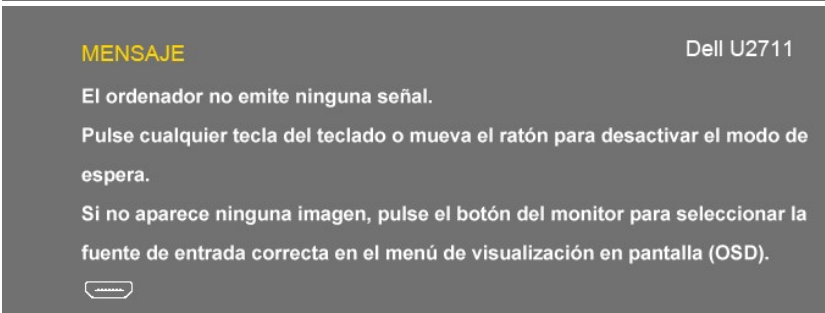 MENSAJE
Dell U2711
El ordenador no emite ninguna señal.
Pulse cualquier tecla del teclado o mueva el ratón para desactivar el modo de
espera.
Si no aparece ninguna imagen, pulse el botón del monitor para seleccionar la
fuente de entrada correcta en el menú de visualización en pantalla (OSD).